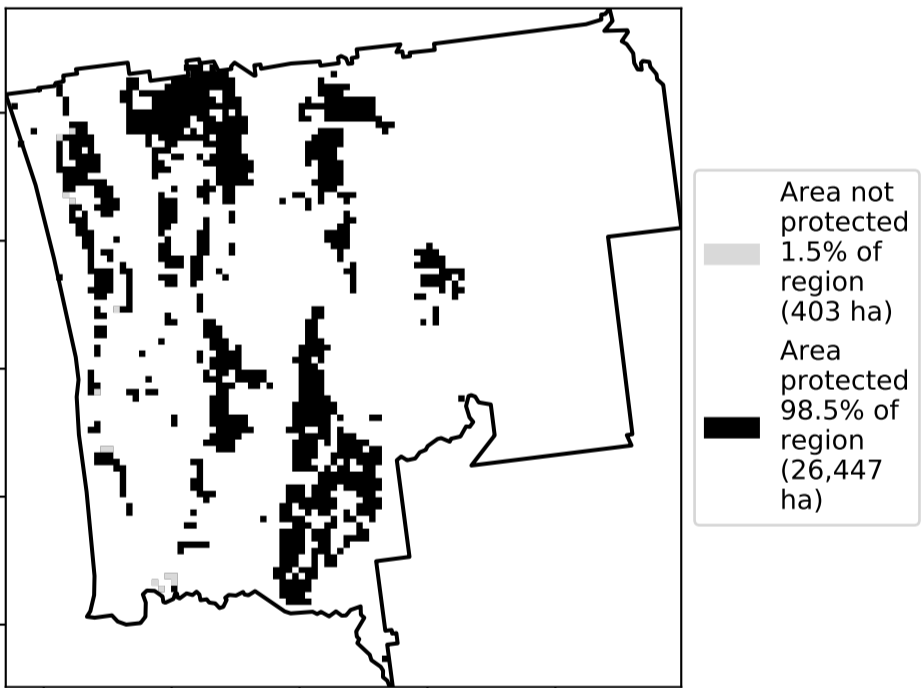 Area not
protected
1.5% of
region
(403 ha)
Area
protected
98.5% of
region
(26,447
ha)